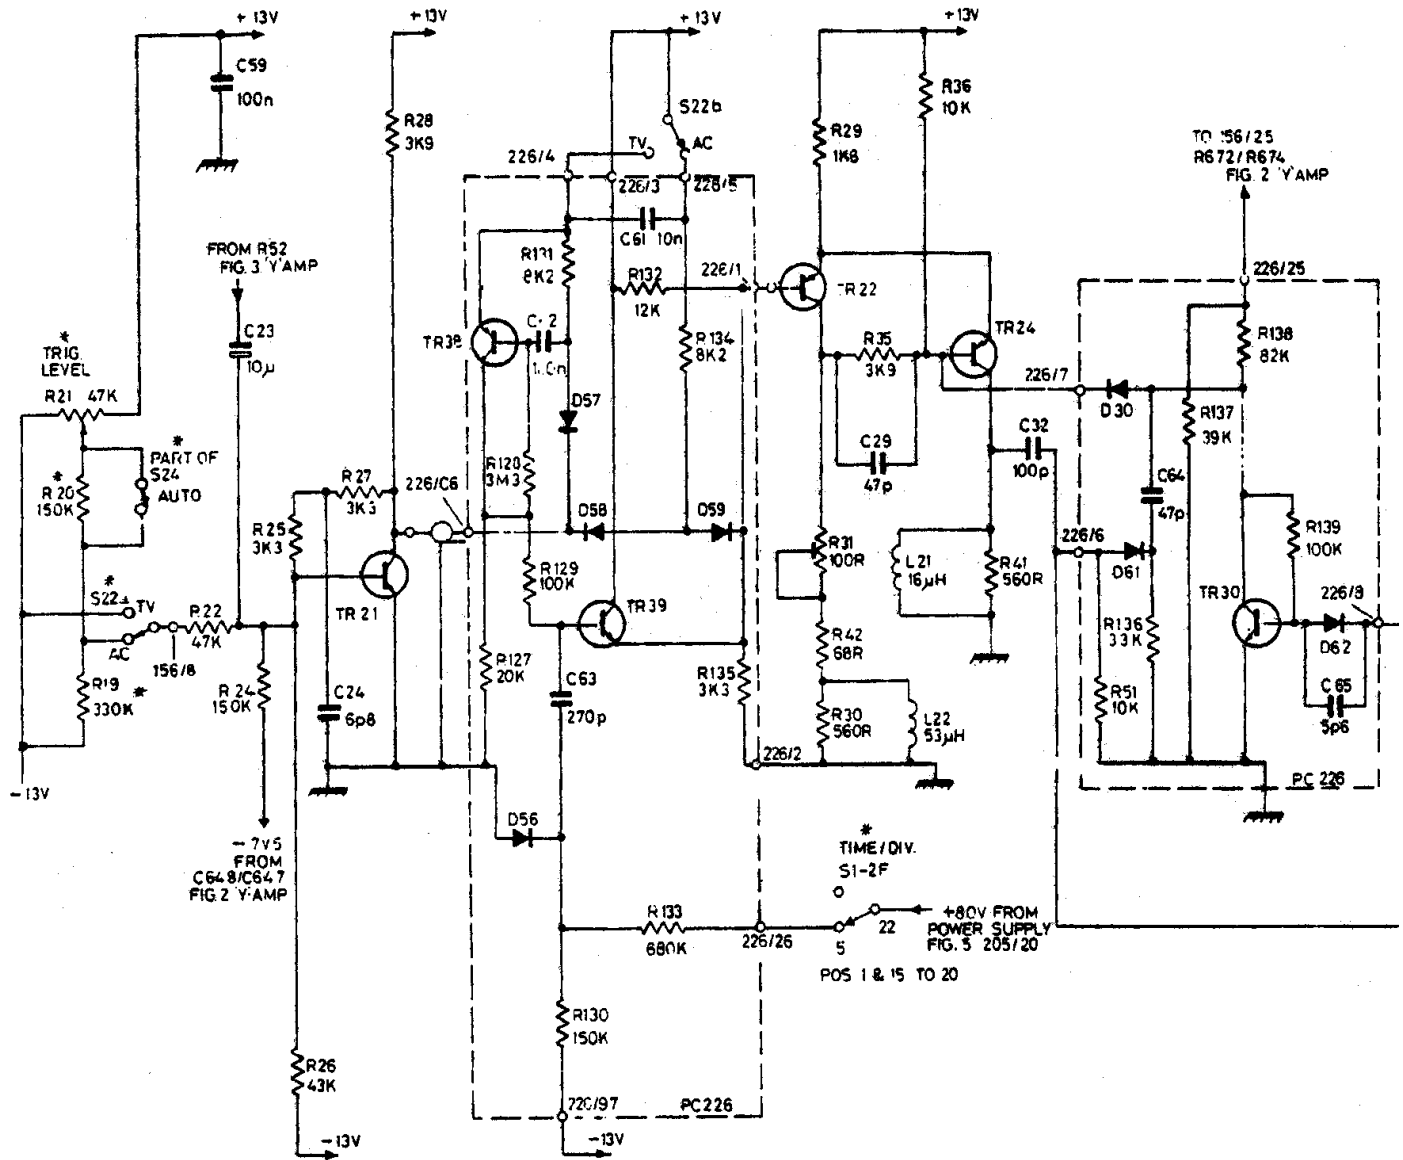 +13V
+13V
+13V
+13V
C59
100n
R28
3K9
S22b
TV
AC
226/4
226/3
226/5
R29
1K8
R36
10K
TO 156/25
R672/R674
FIG. 2 'Y' AMP
FROM R52
FIG. 3 'Y' AMP
C61 10n
R131
8K2
R132
12K
226/1
TR22
226/25
C23
10µ
*
TRIG.
LEVEL
R21 47K
TR38
R134
8K2
R35
3K9
TR24
R138
82K
226/7
D30
R137
39K
D57
C29
47p
C32
100p
*
PART OF
S24
AUTO
*
R20
150K
R27
3K3
R128
3M3
226/C6
D58
D59
C64
47p
R25
3K3
R31
100R
L21
16µH
R41
560R
226/6
D61
R139
100K
TR21
R129
100K
TR39
TR30
226/8
*
S22a
TV
AC
R22
47K
156/8
R42
68R
R136
33K
D62
R19
330K
*
R24
150K
C24
6p8
R127
20K
C63
270p
R135
3K3
R30
560R
L22
53µH
R51
10K
C65
5p6
226/2
PC 226
-13V
D56
-7V5
FROM
C648/C647
FIG.2 'Y' AMP
*
TIME/DIV.
S1-2F
R133
680K
226/26
5
22
+80V FROM
POWER SUPPLY
FIG. 5 205/20
POS 1 & 15 TO 20
R130
150K
R26
43K
PC226
-13V
-13V